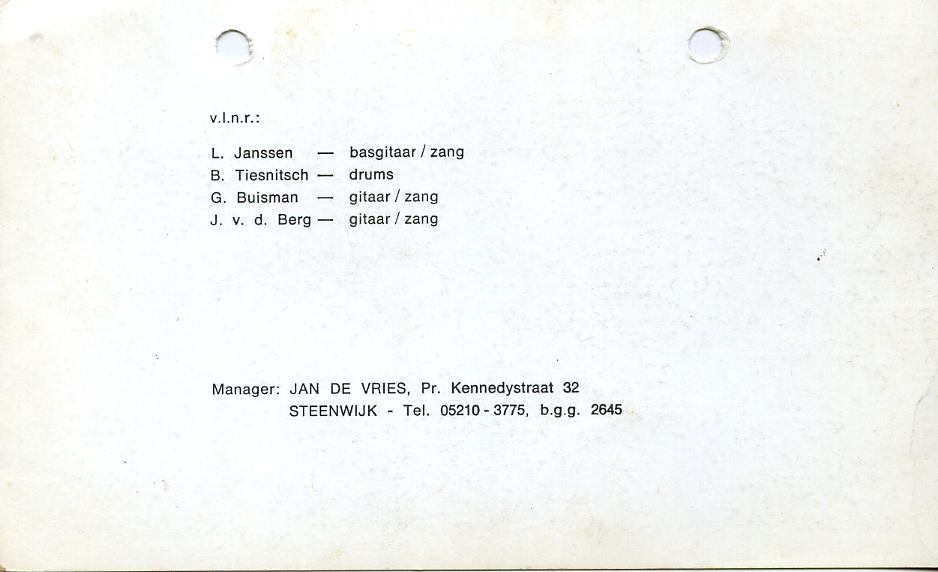 v.l.n.r.:
L. Janssen — basgitaar / zang
B. Tiesnitsch — drums
G. Buisman — gitaar / zang
J. v. d. Berg — gitaar / zang
Manager: JAN DE VRIES, Pr. Kennedystraat 32
STEENWIJK - Tel. 05210 - 3775, b.g.g. 2645